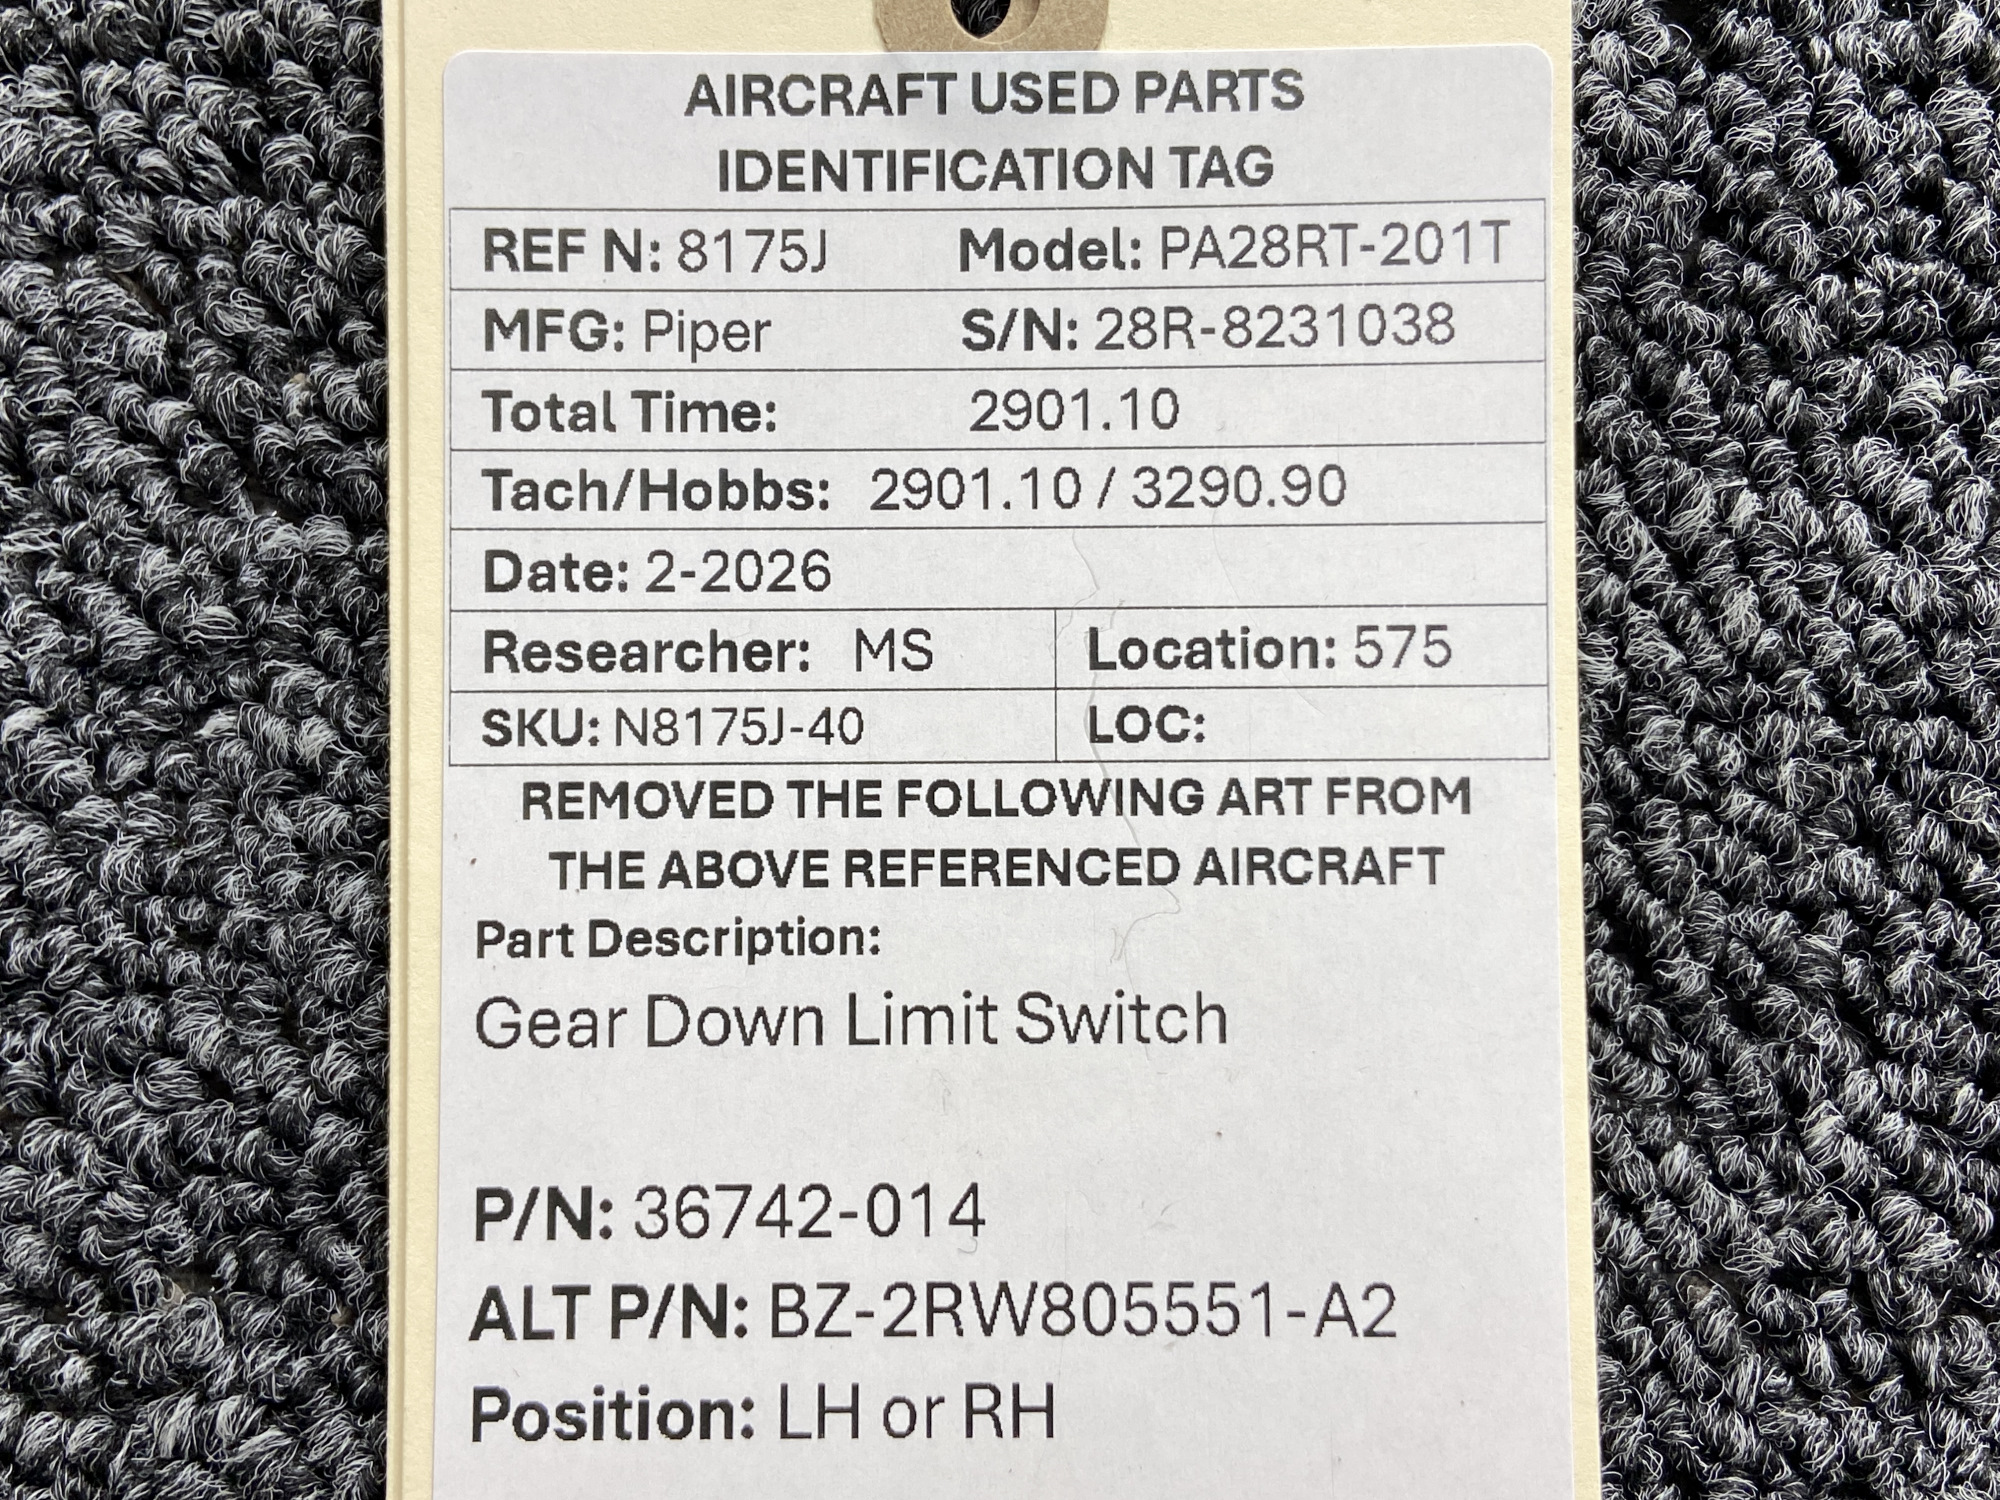 AIRCRAFT USED PARTS
IDENTIFICATION TAG
REF N: 8175J Model: PA28RT-201T
MFG: Piper S/N: 28R-8231038
Total Time: 2901.10
Tach/Hobbs: 2901.10 / 3290.90
Date: 2-2026
Researcher: MS Location: 575
SKU: N8175J-40 LOC:
REMOVED THE FOLLOWING ART FROM
THE ABOVE REFERENCED AIRCRAFT
Part Description:
Gear Down Limit Switch
P/N: 36742-014
ALT P/N: BZ-2RW805551-A2
Position: LH or RH